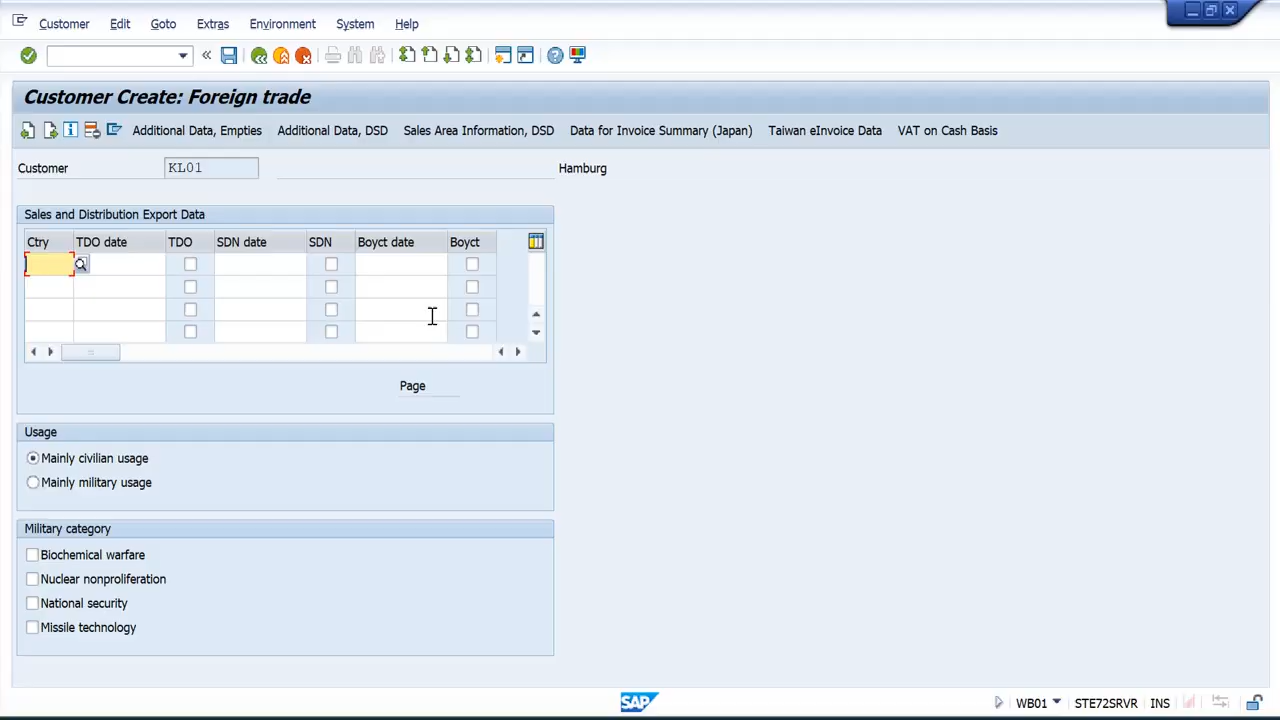 Customer Edit Goto Extras Environment System Help
Customer Create: Foreign trade
Additional Data, Empties Additional Data, DSD Sales Area Information, DSD Data for Invoice Summary (Japan) Taiwan eInvoice Data VAT on Cash Basis
Customer KL01 Hamburg
Sales and Distribution Export Data
Ctry TDO date TDO SDN date SDN Boyct date Boyct
Page
Usage
Mainly civilian usage
Mainly military usage
Military category
Biochemical warfare
Nuclear nonproliferation
National security
Missile technology
SAP WB01 STE72SRVR INS